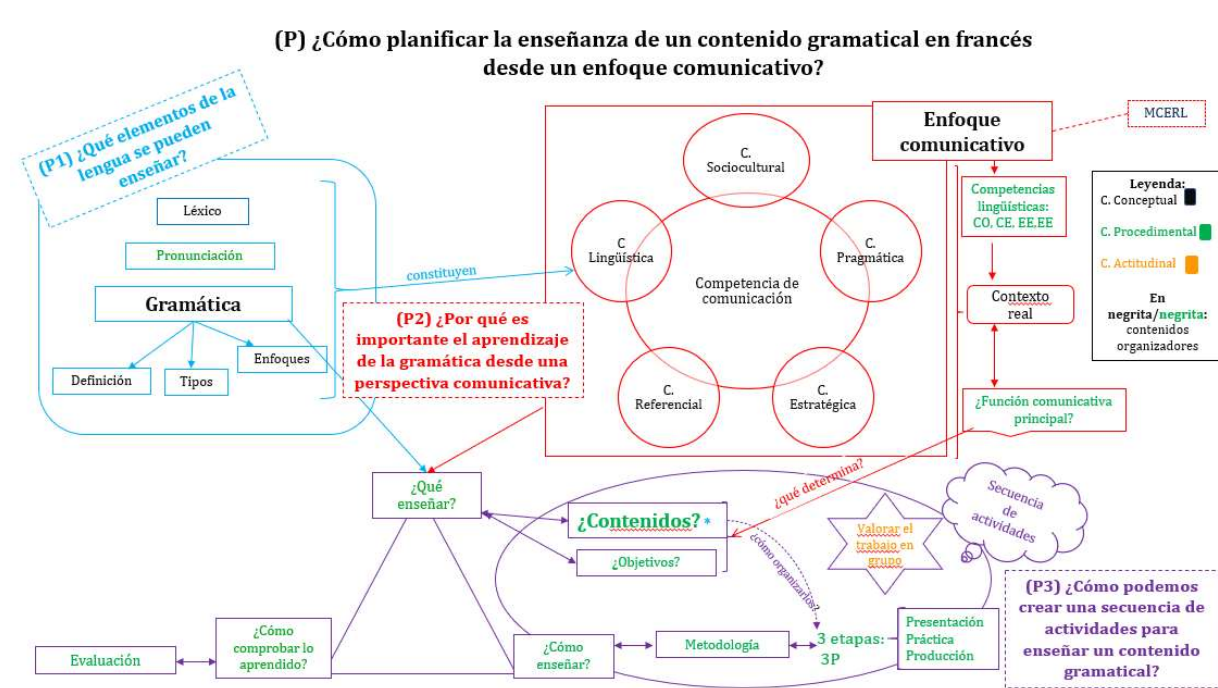 (P) ¿Cómo planificar la enseñanza de un contenido gramatical en francés
desde un enfoque comunicativo?
(P1) ¿Qué elementos de la
lengua se pueden
enseñar?
Léxico
Pronunciación
Gramática
Definición
Tipos
Enfoques
constituyen
(P2) ¿Por qué es
importante el aprendizaje
de la gramática desde una
perspectiva comunicativa?
C.
Sociocultural
C
Lingüística
C.
Pragmática
Competencia de
comunicación
C.
Referencial
C.
Estratégica
Enfoque
comunicativo
MCERL
Competencias
lingüísticas:
CO, CE, EE,EE
Contexto
real
¿Función comunicativa
principal?
Leyenda:
C. Conceptual
C. Procedimental
C. Actitudinal
En
negrita/negrita:
contenidos
organizadores
¿qué determina?
¿Qué
enseñar?
¿Contenidos? *
¿Objetivos?
¿cómo organizarlos?
Valorar el
trabajo en
grupo
Secuencia
de
actividades
(P3) ¿Cómo podemos
crear una secuencia de
actividades para
enseñar un contenido
gramatical?
Evaluación
¿Cómo
comprobar lo
aprendido?
¿Cómo
enseñar?
Metodología
3 etapas:
3P
Presentación
Práctica
Producción